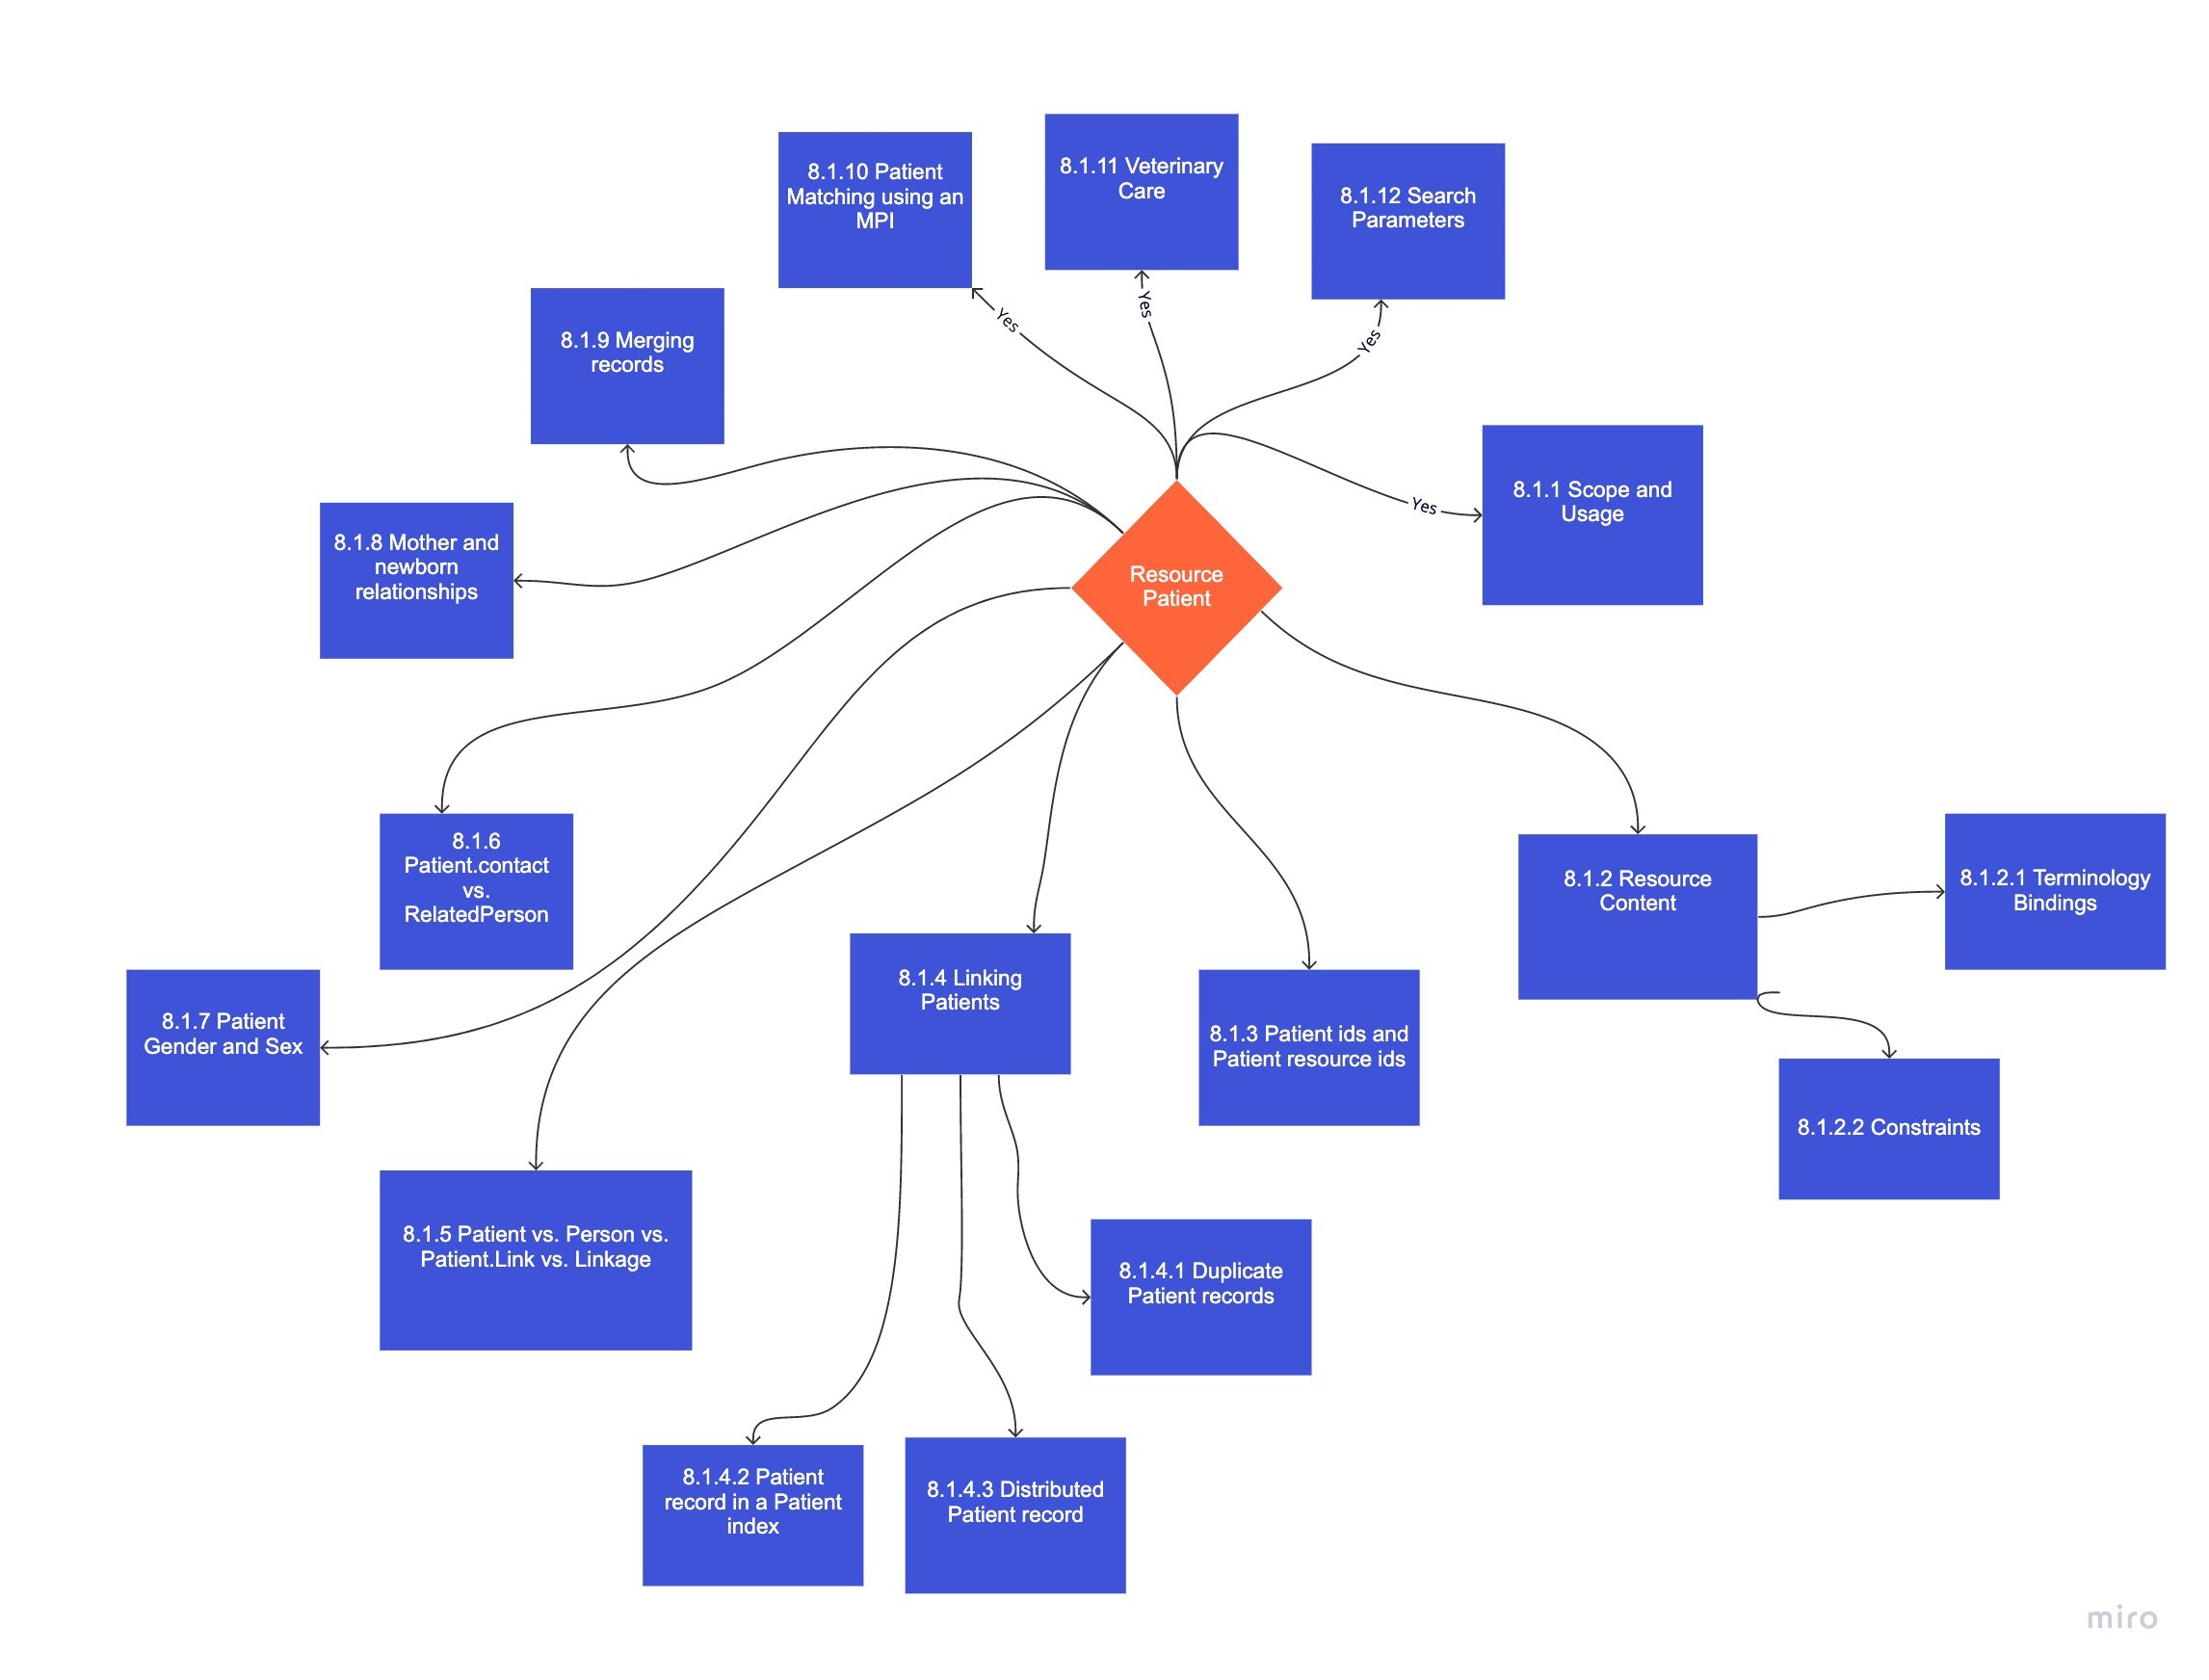 8.1.10 Patient
Matching using an
MPI
8.1.11 Veterinary
Care
8.1.12 Search
Parameters
Yes
Yes
Yes
8.1.9 Merging
records
8.1.1 Scope and
Usage
Yes
8.1.8 Mother and
newborn
relationships
Resource
Patient
8.1.6
Patient.contact
vs.
RelatedPerson
8.1.2 Resource
Content
8.1.2.1 Terminology
Bindings
8.1.4 Linking
Patients
8.1.7 Patient
Gender and Sex
8.1.3 Patient ids and
Patient resource ids
8.1.2.2 Constraints
8.1.5 Patient vs. Person vs.
Patient.Link vs. Linkage
8.1.4.1 Duplicate
Patient records
8.1.4.2 Patient
record in a Patient
index
8.1.4.3 Distributed
Patient record
miro